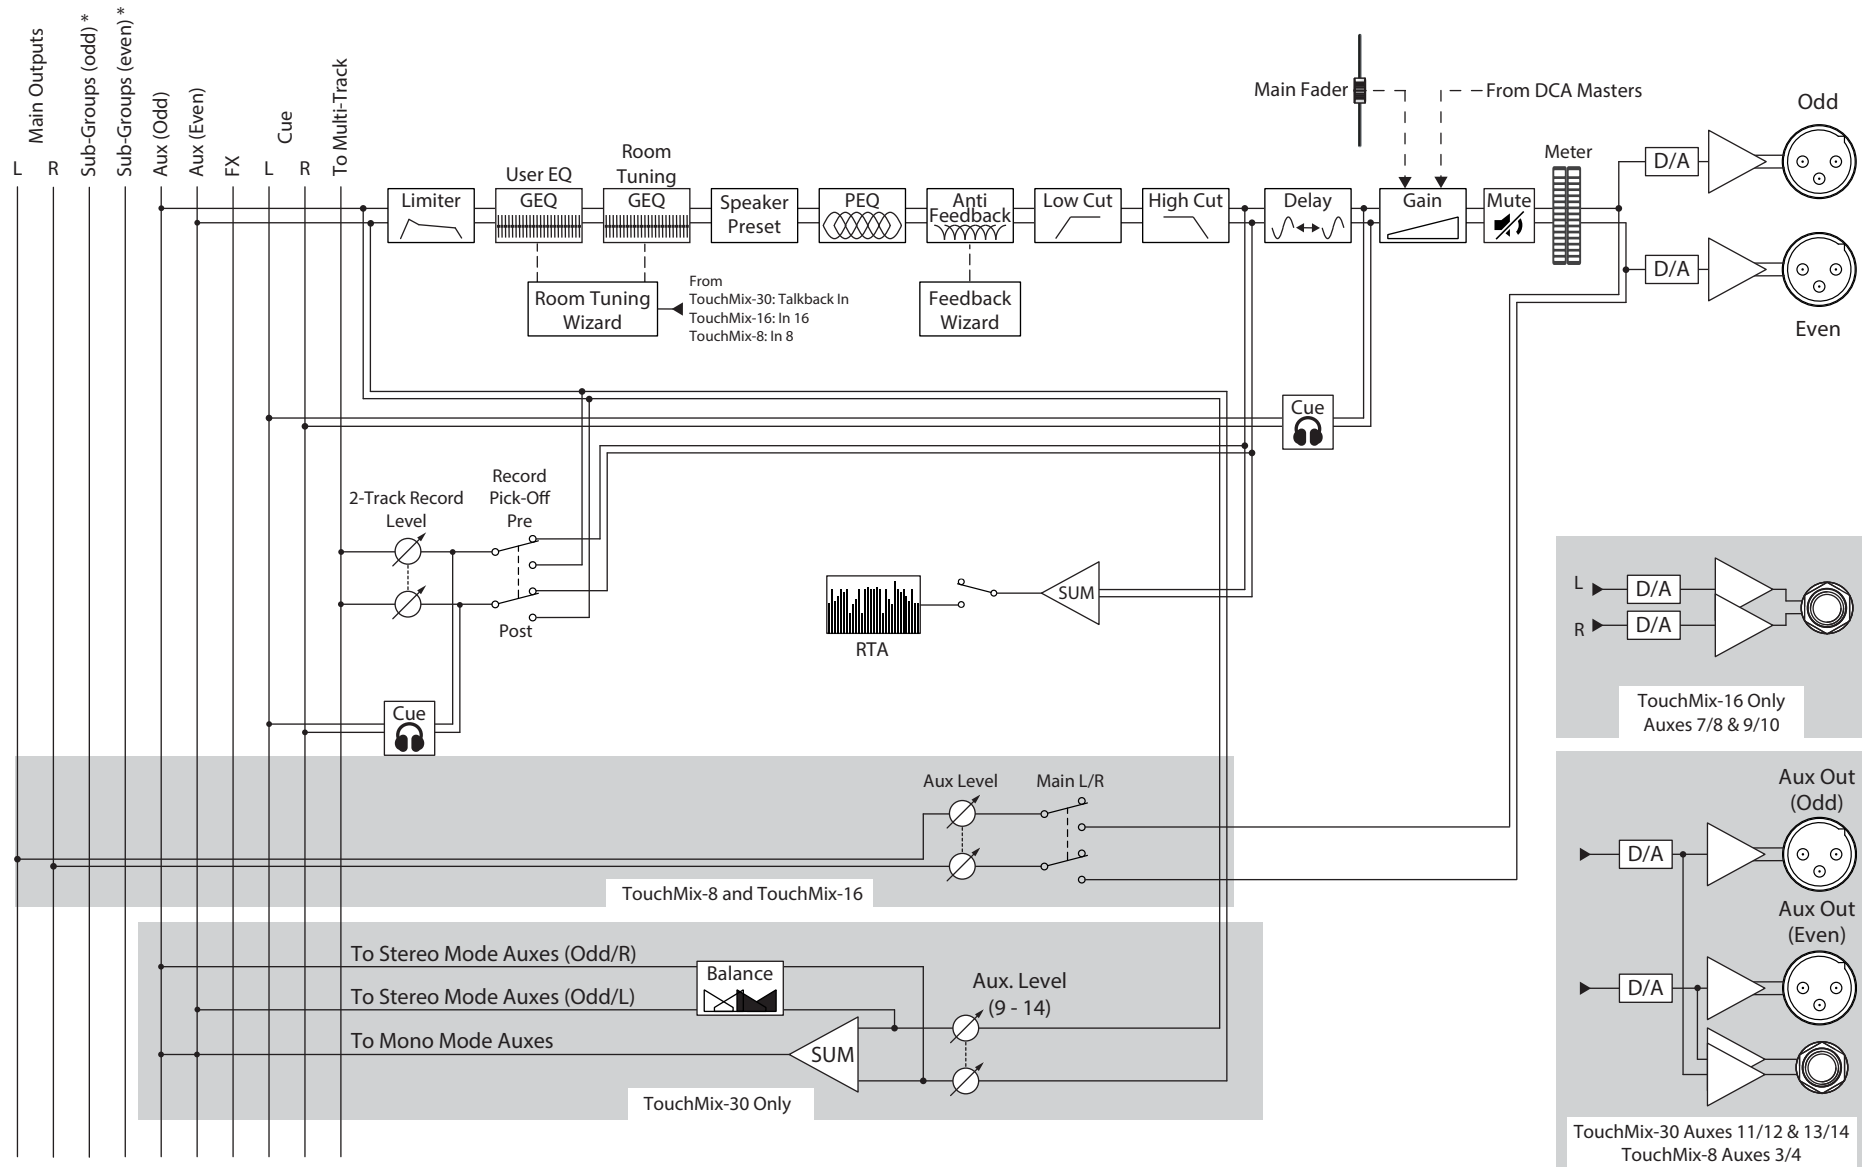 Main Outputs
L
R
Sub-Groups (odd) *
Sub-Groups (even) *
Aux (Odd)
Aux (Even)
FX
Cue
L
R
To Multi-Track
Limiter
User EQ
GEQ
Room
Tuning
GEQ
Speaker
Preset
PEQ
Anti
Feedback
Low Cut
High Cut
Delay
Gain
Mute
Meter
Main Fader
From DCA Masters
D/A
Odd
D/A
Even
Room Tuning
Wizard
From
TouchMix-30: Talkback In
TouchMix-16: In 16
TouchMix-8: In 8
Feedback
Wizard
Cue
2-Track Record
Level
Record
Pick-Off
Pre
Post
RTA
SUM
Cue
L
D/A
R
D/A
TouchMix-16 Only
Auxes 7/8 & 9/10
Aux Level
Main L/R
TouchMix-8 and TouchMix-16
To Stereo Mode Auxes (Odd/R)
To Stereo Mode Auxes (Odd/L)
To Mono Mode Auxes
Balance
SUM
Aux. Level
(9 - 14)
TouchMix-30 Only
Aux Out
(Odd)
D/A
Aux Out
(Even)
D/A
TouchMix-30 Auxes 11/12 & 13/14
TouchMix-8 Auxes 3/4